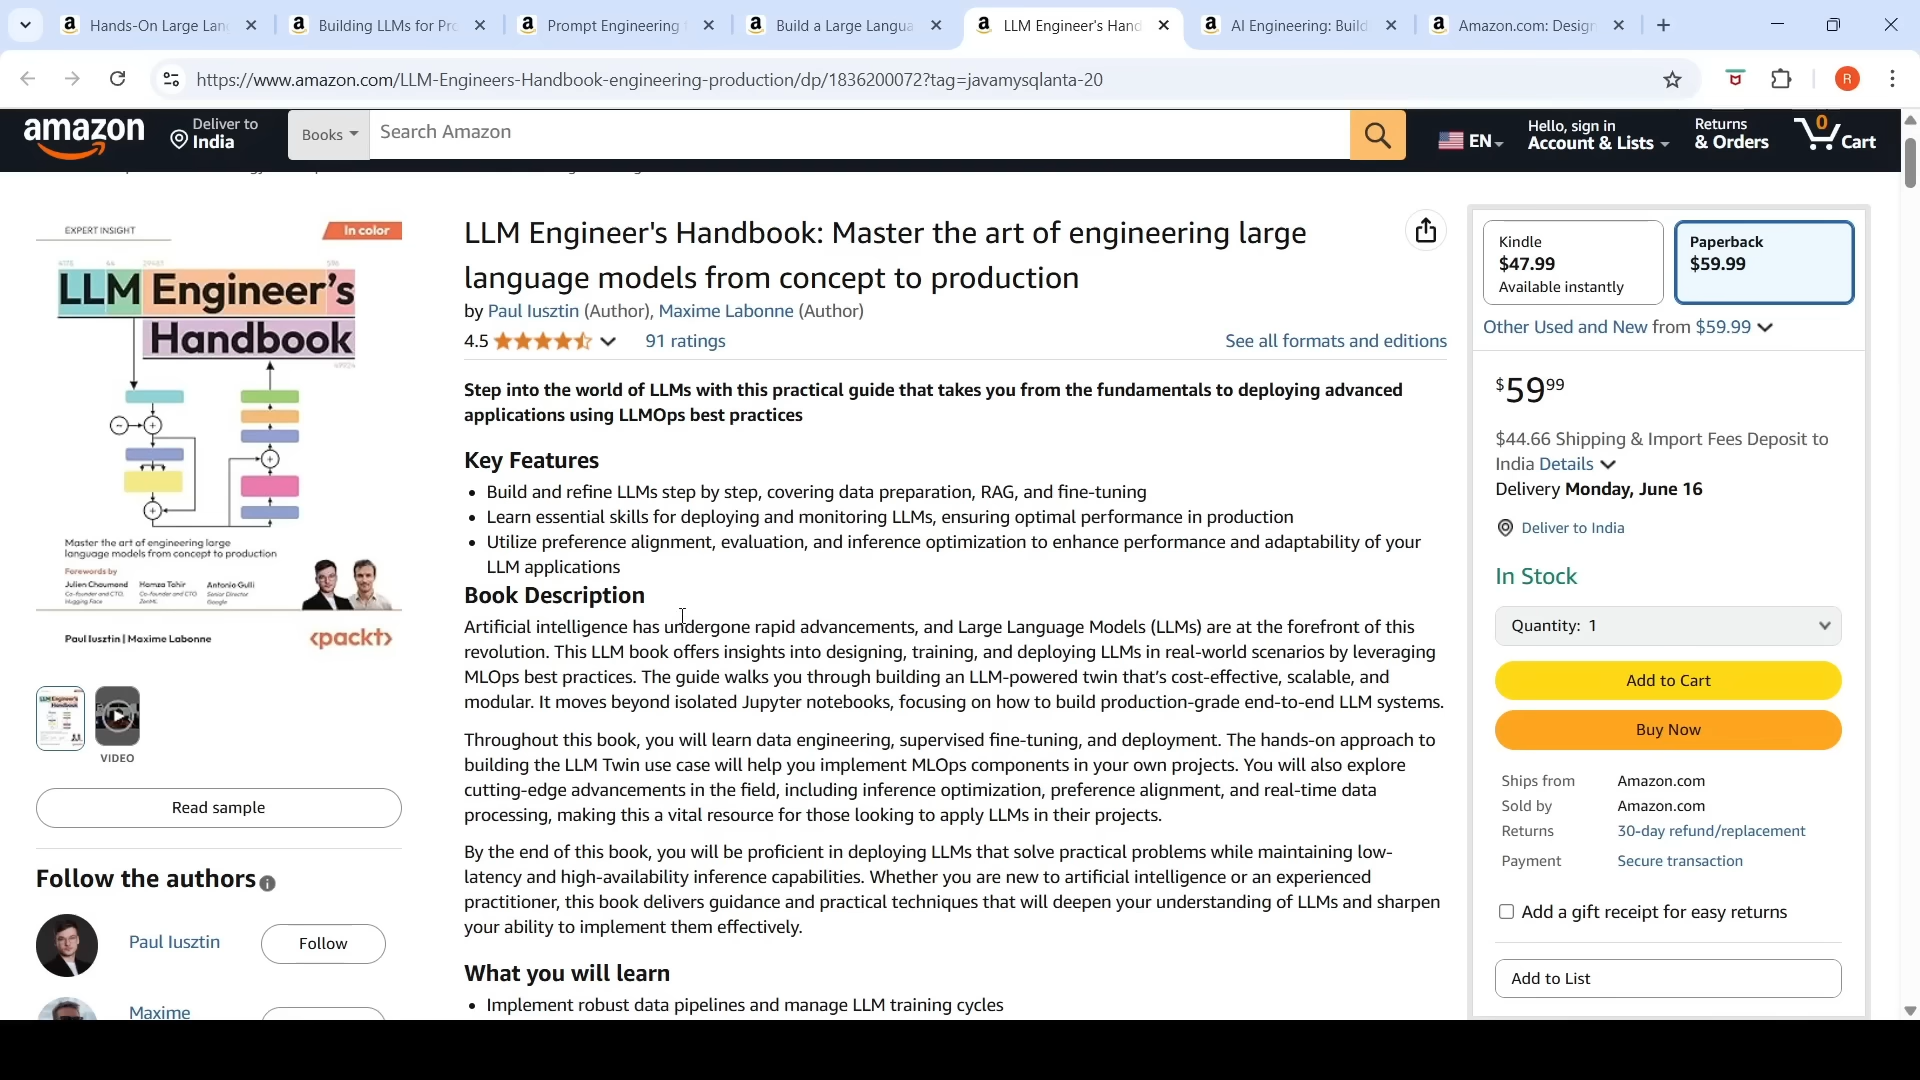 Hands-On Large Lan
Building LLMs for Pro
Prompt Engineering f
Build a Large Langua
LLM Engineer's Hand
AI Engineering: Build
Amazon.com: Design
https://www.amazon.com/LLM-Engineers-Handbook-engineering-production/dp/1836200072?tag=javamysqlanta-20
R
amazon
Deliver to
India
Books
Search Amazon
EN
Hello, sign in
Account & Lists
Returns
& Orders
0
Cart
EXPERT INSIGHT
In color
LLM Engineer's
Handbook
Master the art of engineering large
language models from concept to production
Forewords by
Julien Chaumond
Co-founder and CTO,
Hugging Face
Hamza Tahir
Co-founder and CTO
ZenML
Antonio Gulli
Senior Director
Google
Paul Iusztin | Maxime Labonne
<packt>
VIDEO
Read sample
Follow the authors
Paul Iusztin
Follow
Maxime
LLM Engineer's Handbook: Master the art of engineering large
language models from concept to production
by Paul Iusztin (Author), Maxime Labonne (Author)
4.5
91 ratings
See all formats and editions
Step into the world of LLMs with this practical guide that takes you from the fundamentals to deploying advanced
applications using LLMOps best practices
Key Features
• Build and refine LLMs step by step, covering data preparation, RAG, and fine-tuning
• Learn essential skills for deploying and monitoring LLMs, ensuring optimal performance in production
• Utilize preference alignment, evaluation, and inference optimization to enhance performance and adaptability of your
LLM applications
Book Description
Artificial intelligence has undergone rapid advancements, and Large Language Models (LLMs) are at the forefront of this
revolution. This LLM book offers insights into designing, training, and deploying LLMs in real-world scenarios by leveraging
MLOps best practices. The guide walks you through building an LLM-powered twin that's cost-effective, scalable, and
modular. It moves beyond isolated Jupyter notebooks, focusing on how to build production-grade end-to-end LLM systems.
Throughout this book, you will learn data engineering, supervised fine-tuning, and deployment. The hands-on approach to
building the LLM Twin use case will help you implement MLOps components in your own projects. You will also explore
cutting-edge advancements in the field, including inference optimization, preference alignment, and real-time data
processing, making this a vital resource for those looking to apply LLMs in their projects.
By the end of this book, you will be proficient in deploying LLMs that solve practical problems while maintaining low-
latency and high-availability inference capabilities. Whether you are new to artificial intelligence or an experienced
practitioner, this book delivers guidance and practical techniques that will deepen your understanding of LLMs and sharpen
your ability to implement them effectively.
What you will learn
• Implement robust data pipelines and manage LLM training cycles
Kindle
$47.99
Available instantly
Paperback
$59.99
Other Used and New from $59.99
$59 99
$44.66 Shipping & Import Fees Deposit to
India Details
Delivery Monday, June 16
Deliver to India
In Stock
Quantity: 1
Add to Cart
Buy Now
Ships from Amazon.com
Sold by Amazon.com
Returns 30-day refund/replacement
Payment Secure transaction
Add a gift receipt for easy returns
Add to List